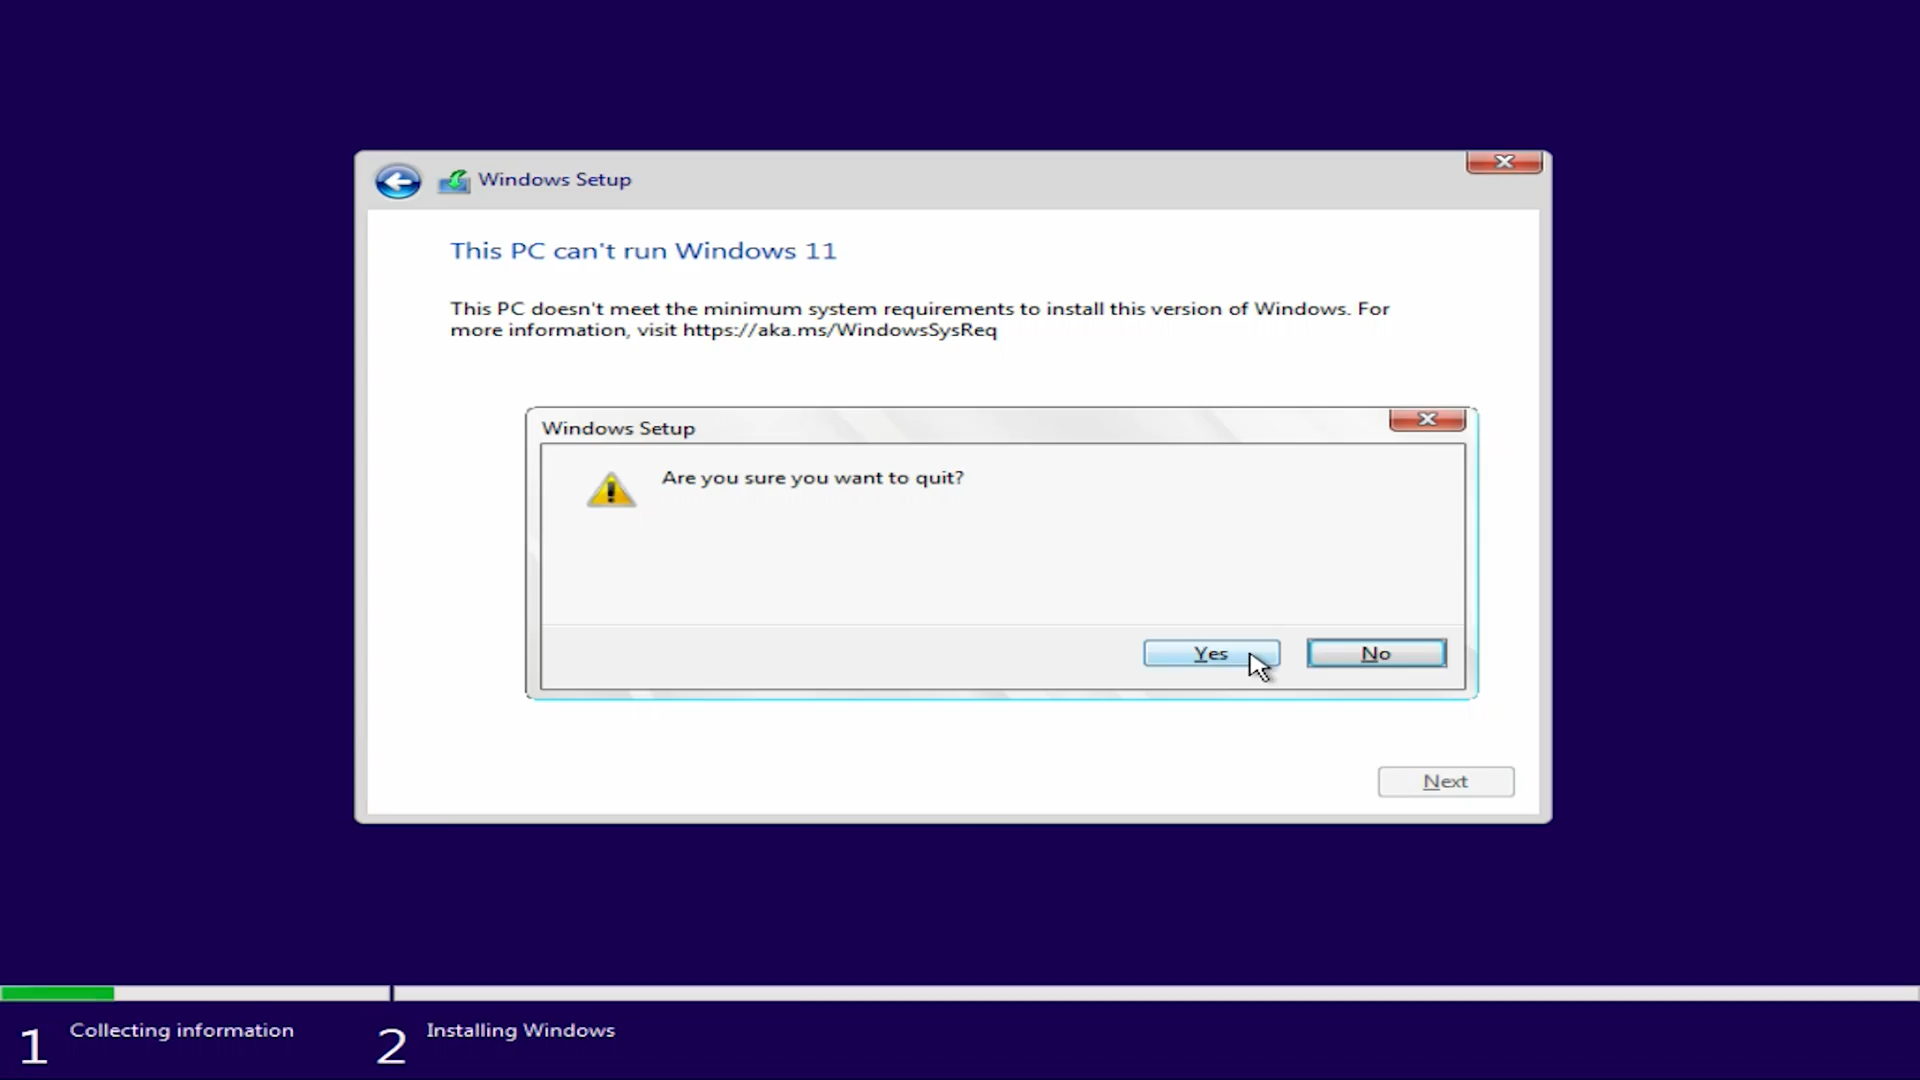 Windows Setup
This PC can't run Windows 11
This PC doesn't meet the minimum system requirements to install this version of Windows. For
more information, visit https://aka.ms/WindowsSysReq
Windows Setup
Are you sure you want to quit?
Yes
No
Next
1 Collecting information
2 Installing Windows